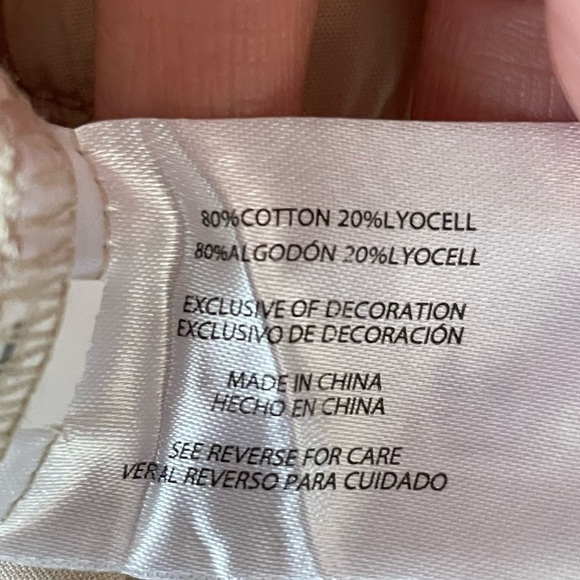 80%COTTON 20%LYOCELL
80%ALGODÓN 20%LYOCELL
EXCLUSIVE OF DECORATION
EXCLUSIVO DE DECORACIÓN
MADE IN CHINA
HECHO EN CHINA
SEE REVERSE FOR CARE
VER AL REVERSO PARA CUIDADO